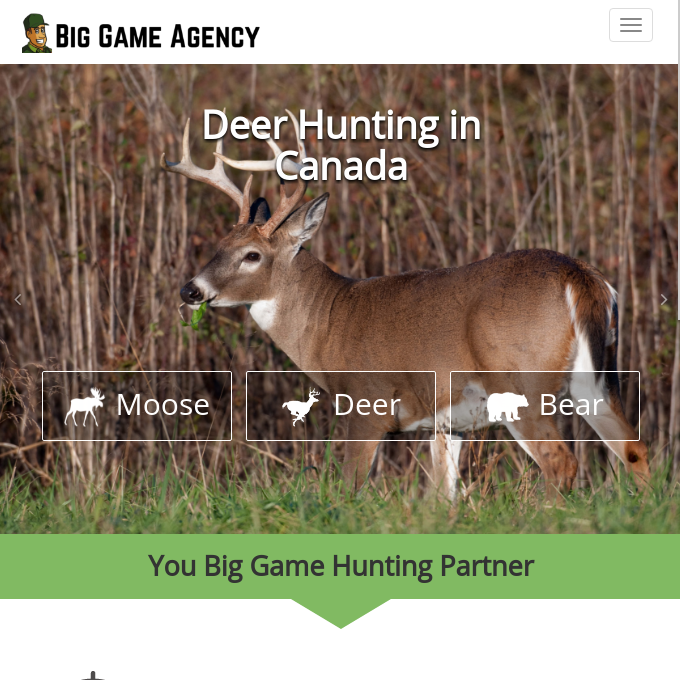 Big Game Agency
Deer Hunting in
Canada
Moose
Deer
Bear
You Big Game Hunting Partner